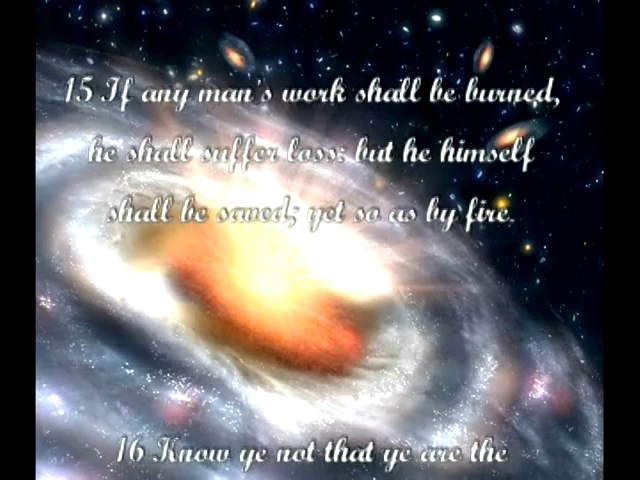 15 If any man's work shall be burned,
he shall suffer loss: but he himself
shall be saved; yet so as by fire.
16 Know ye not that ye are the